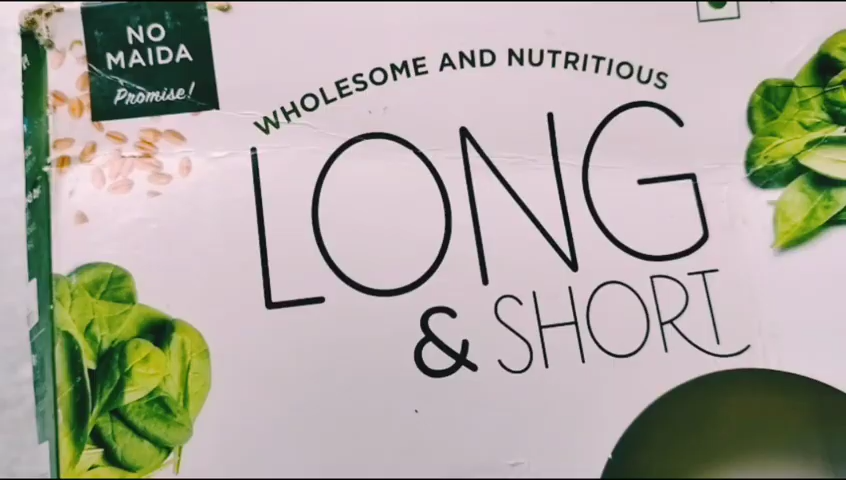 NO
MAIDA
Promise!
WHOLESOME AND NUTRITIOUS
LONG
& SHORT